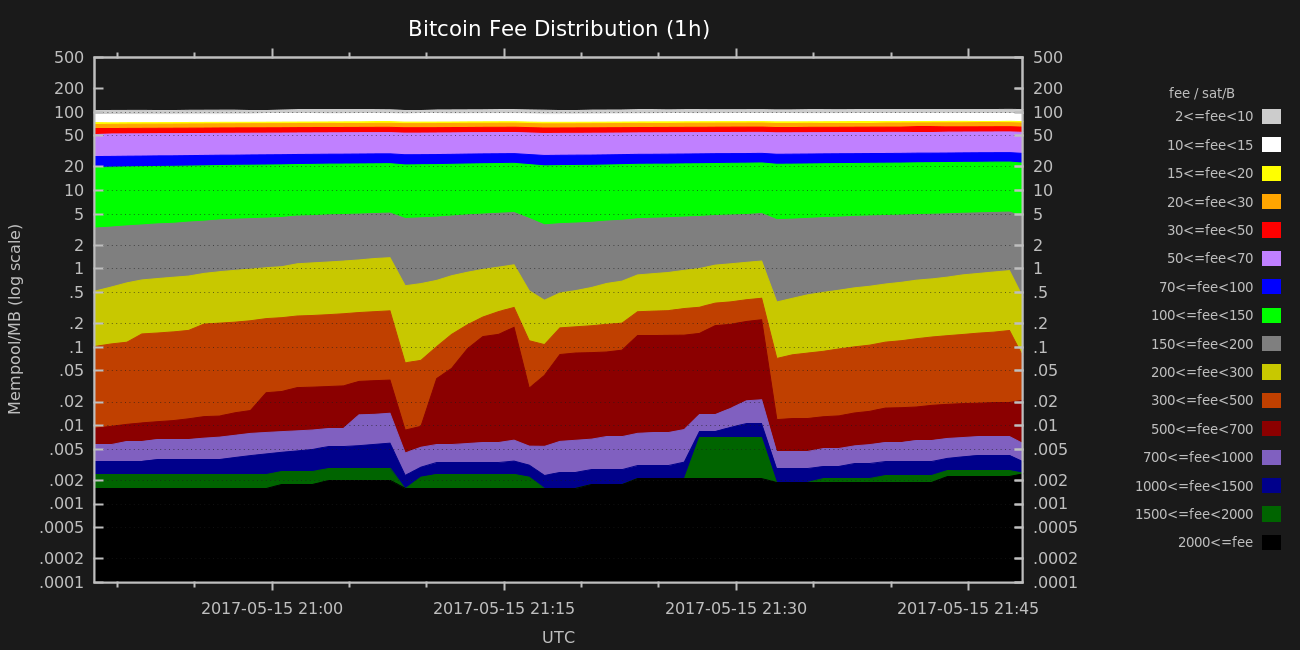 Bitcoin Fee Distribution (1h)
500
200
100
50
20
10
5
2
1
.5
.2
.1
.05
.02
.01
.005
.002
.001
.0005
.0002
.0001
Mempool/MB (log scale)
500
200
100
50
20
10
5
2
1
.5
.2
.1
.05
.02
.01
.005
.002
.001
.0005
.0002
.0001
2017-05-15 21:00
2017-05-15 21:15
2017-05-15 21:30
2017-05-15 21:45
UTC
fee / sat/B
2<=fee<10
10<=fee<15
15<=fee<20
20<=fee<30
30<=fee<50
50<=fee<70
70<=fee<100
100<=fee<150
150<=fee<200
200<=fee<300
300<=fee<500
500<=fee<700
700<=fee<1000
1000<=fee<1500
1500<=fee<2000
2000<=fee